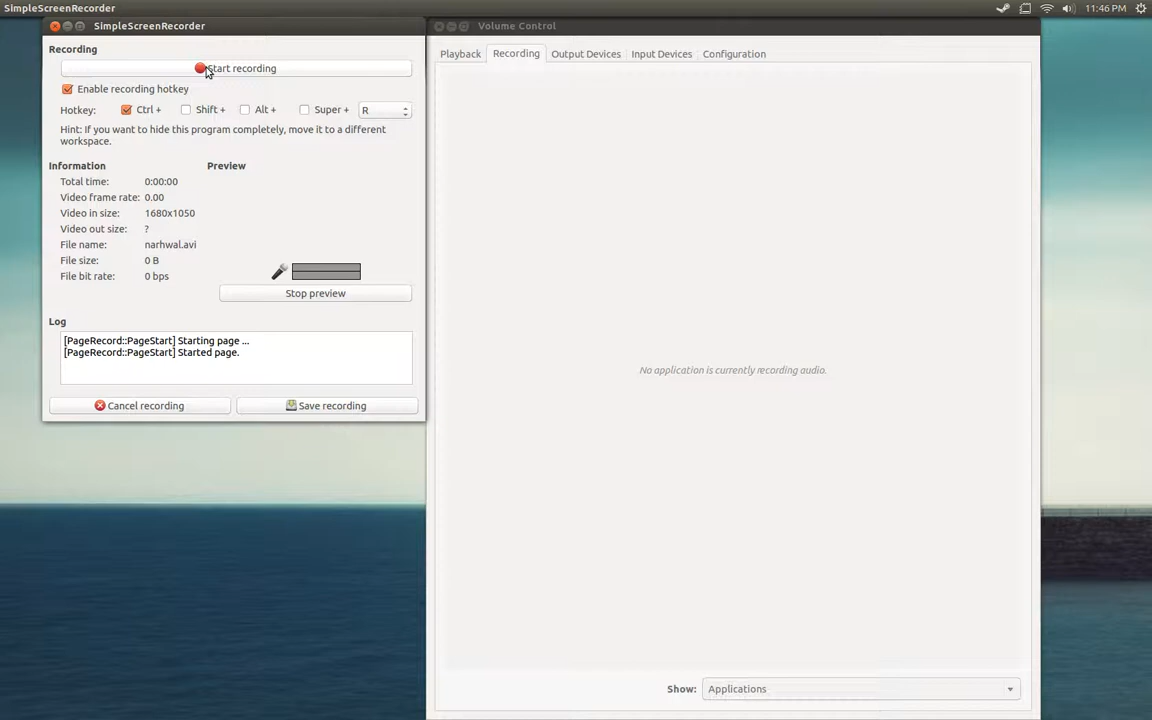 SimpleScreenRecorder
11:46 PM
SimpleScreenRecorder
Recording
Start recording
Enable recording hotkey
Hotkey: Ctrl + Shift + Alt + Super + R
Hint: If you want to hide this program completely, move it to a different
workspace.
Information
Preview
Total time: 0:00:00
Video frame rate: 0.00
Video in size: 1680x1050
Video out size: ?
File name: narhwal.avi
File size: 0 B
File bit rate: 0 bps
Stop preview
Log
[PageRecord::PageStart] Starting page ...
[PageRecord::PageStart] Started page.
Cancel recording
Save recording
Volume Control
Playback Recording Output Devices Input Devices Configuration
No application is currently recording audio.
Show: Applications